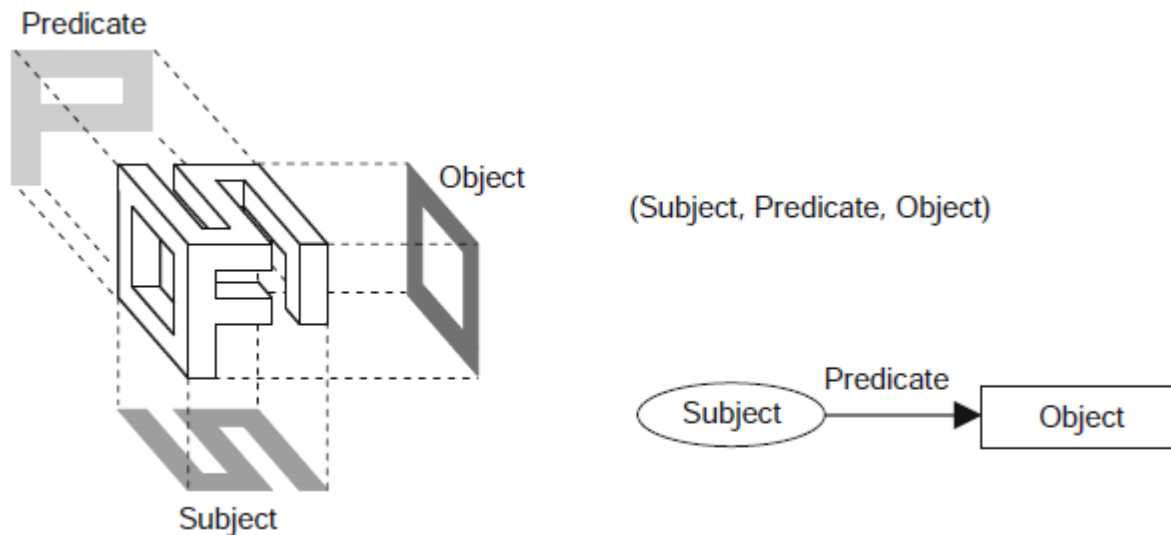 Predicate
Object
Subject
(Subject, Predicate, Object)
Predicate
Subject
Object